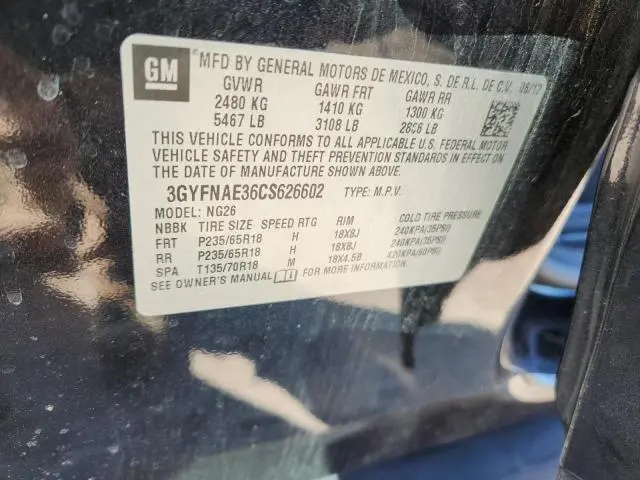 GM
MFD BY GENERAL MOTORS DE MEXICO, S. DE R.L. DE C.V. 06/12
GVWR GAWR FRT GAWR RR
2480 KG 1410 KG 1300 KG
5467 LB 3108 LB 2866 LB
THIS VEHICLE CONFORMS TO ALL APPLICABLE U.S. FEDERAL MOTOR
VEHICLE SAFETY AND THEFT PREVENTION STANDARDS IN EFFECT ON
THE DATE OF MANUFACTURE SHOWN ABOVE.
3GYFNAE36CS626602 TYPE: M.P.V.
MODEL: NG26
NBBK TIRE SIZE SPEED RTG RIM COLD TIRE PRESSURE
FRT P235/65R18 H 18X8J 240KPA(35PSI)
RR P235/65R18 H 18X8J 240KPA(35PSI)
SPA T135/70R18 M 18X4.5B 420KPA(60PSI)
SEE OWNER'S MANUAL FOR MORE INFORMATION.